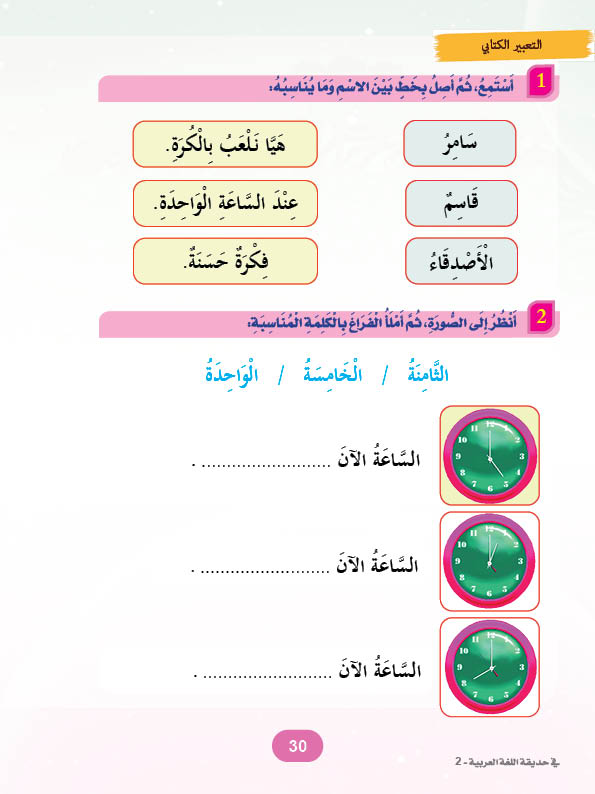 التعبير الكتابي
1 أَسْتَمِعُ، ثُمَّ أَصِلُ بِخَطٍّ بَيْنَ الاسْمِ وَمَا يُنَاسِبُهُ:
سَامِرُ هَيَّا نَلْعَبُ بِالْكُرَةِ.
قَاسِمٌ عِنْدَ السَّاعَةِ الْوَاحِدَةِ.
الْأَصْدِقَاءُ فِكْرَةٌ حَسَنَةٌ.
2 أَنْظُرُ إِلَى الصُّورَةِ، ثُمَّ أَمْلَأُ الْفَرَاغَ بِالْكَلِمَةِ الْمُنَاسِبَةِ:
الثَّامِنَةُ / الْخَامِسَةُ / الْوَاحِدَةُ
12 1 2 3 4 5 6 7 8 9 10 11
السَّاعَةُ الآنَ .......................... .
12 1 2 3 4 5 6 7 8 9 10 11
السَّاعَةُ الآنَ .......................... .
12 1 2 3 4 5 6 7 8 9 10 11
السَّاعَةُ الآنَ .......................... .
30
في حديقة اللغة العربية - 2